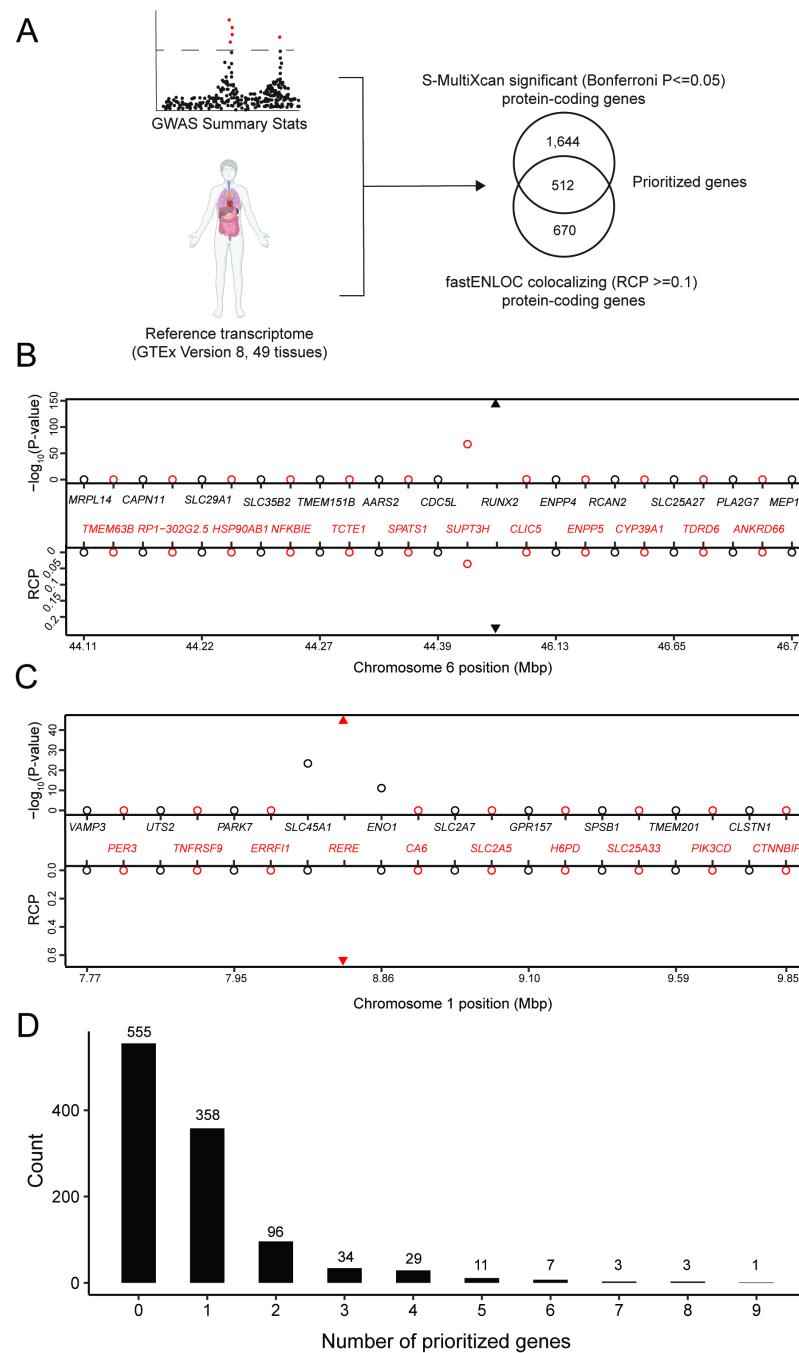 A
GWAS Summary Stats
Reference transcriptome
(GTEx Version 8, 49 tissues)
S-MultiXcan significant (Bonferroni P<=0.05)
protein-coding genes
1,644
512
Prioritized genes
670
fastENLOC colocalizing (RCP >=0.1)
protein-coding genes
B
−log10(P-value)
150
100
50
0
MRPL14 CAPN11 SLC29A1 SLC35B2 TMEM151B AARS2 CDC5L RUNX2 ENPP4 RCAN2 SLC25A27 PLA2G7 MEP1
TMEM63B RP1−302G2.5 HSP90AB1 NFKBIE TCTE1 SPATS1 SUPT3H CLIC5 ENPP5 CYP39A1 TDRD6 ANKRD66
RCP
0
0.05
0.1
0.15
0.2
44.11 44.22 44.27 44.39 46.13 46.65 46.7
Chromosome 6 position (Mbp)
C
−log10(P-value)
40
30
20
10
0
VAMP3 UTS2 PARK7 SLC45A1 ENO1 SLC2A7 GPR157 SPSB1 TMEM201 CLSTN1
PER3 TNFRSF9 ERRFI1 RERE CA6 SLC2A5 H6PD SLC25A33 PIK3CD CTNNBIP
RCP
0.0
0.2
0.4
0.6
7.77 7.95 8.86 9.10 9.59 9.85
Chromosome 1 position (Mbp)
D
Count
400
200
0
555 358 96 34 29 11 7 3 3 1
0 1 2 3 4 5 6 7 8 9
Number of prioritized genes